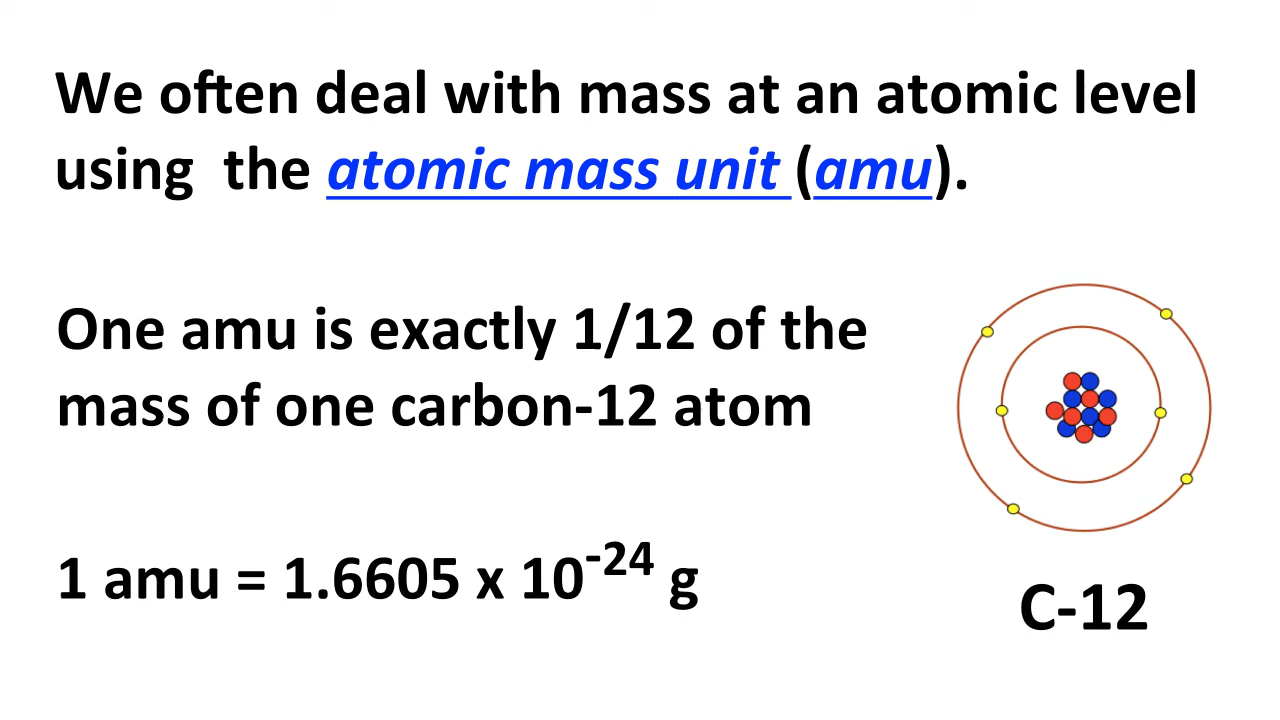 We often deal with mass at an atomic level
using the atomic mass unit (amu).
One amu is exactly 1/12 of the
mass of one carbon-12 atom
1 amu = 1.6605 x 10⁻²⁴ g
C-12